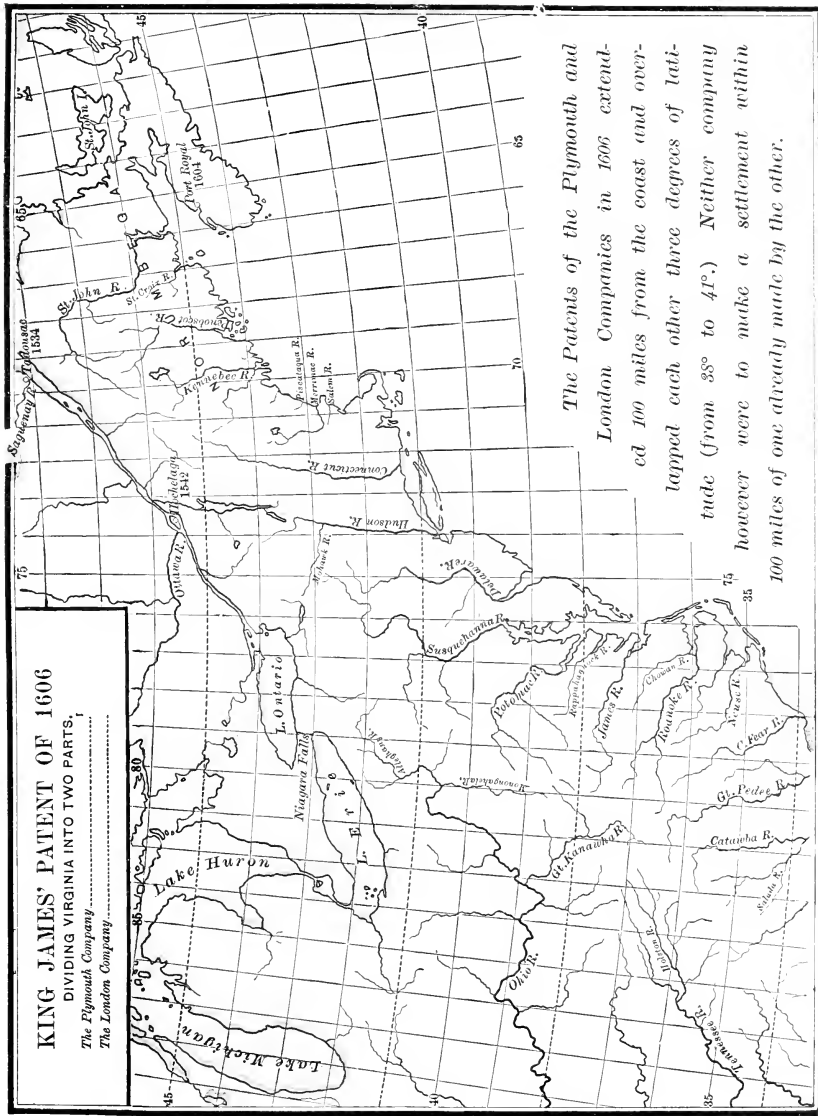 KING JAMES' PATENT OF 1606
DIVIDING VIRGINIA INTO TWO PARTS,
The Plymouth Company
The London Company
The Patents of the Plymouth and
London Companies in 1606 extend-
ed 100 miles from the coast and over-
lapped each other three degrees of lati-
tude (from 38° to 41°.) Neither company
however were to make a settlement within
100 miles of one already made by the other.
45
40
65
75
80
85
45
40
35
75
35
70
65
Saguenay R.
Tadousac
1534
St. John I.
Port Royal
1604
NORUMBEGA
St. John R.
St. Croix R.
Penobscot R.
Kennebec R.
Piscataqua R.
Merrimac R.
Salem R.
Hochelaga
1542
Connecticut R.
Ottawa R.
Hudson R.
Mohawk R.
Delaware R.
Susquehanna R.
L. Ontario
Niagara Falls
L. Erie
Lake Huron
Lake Michigan
Alleghany R.
Monongahela R.
Potomac R.
Rappahannock R.
James R.
Chowan R.
Roanoke R.
Neuse R.
C. Fear R.
Gt. Pedee R.
Catawba R.
Saluda R.
Gt. Kanawha R.
Ohio R.
Holston R.
Tennessee R.